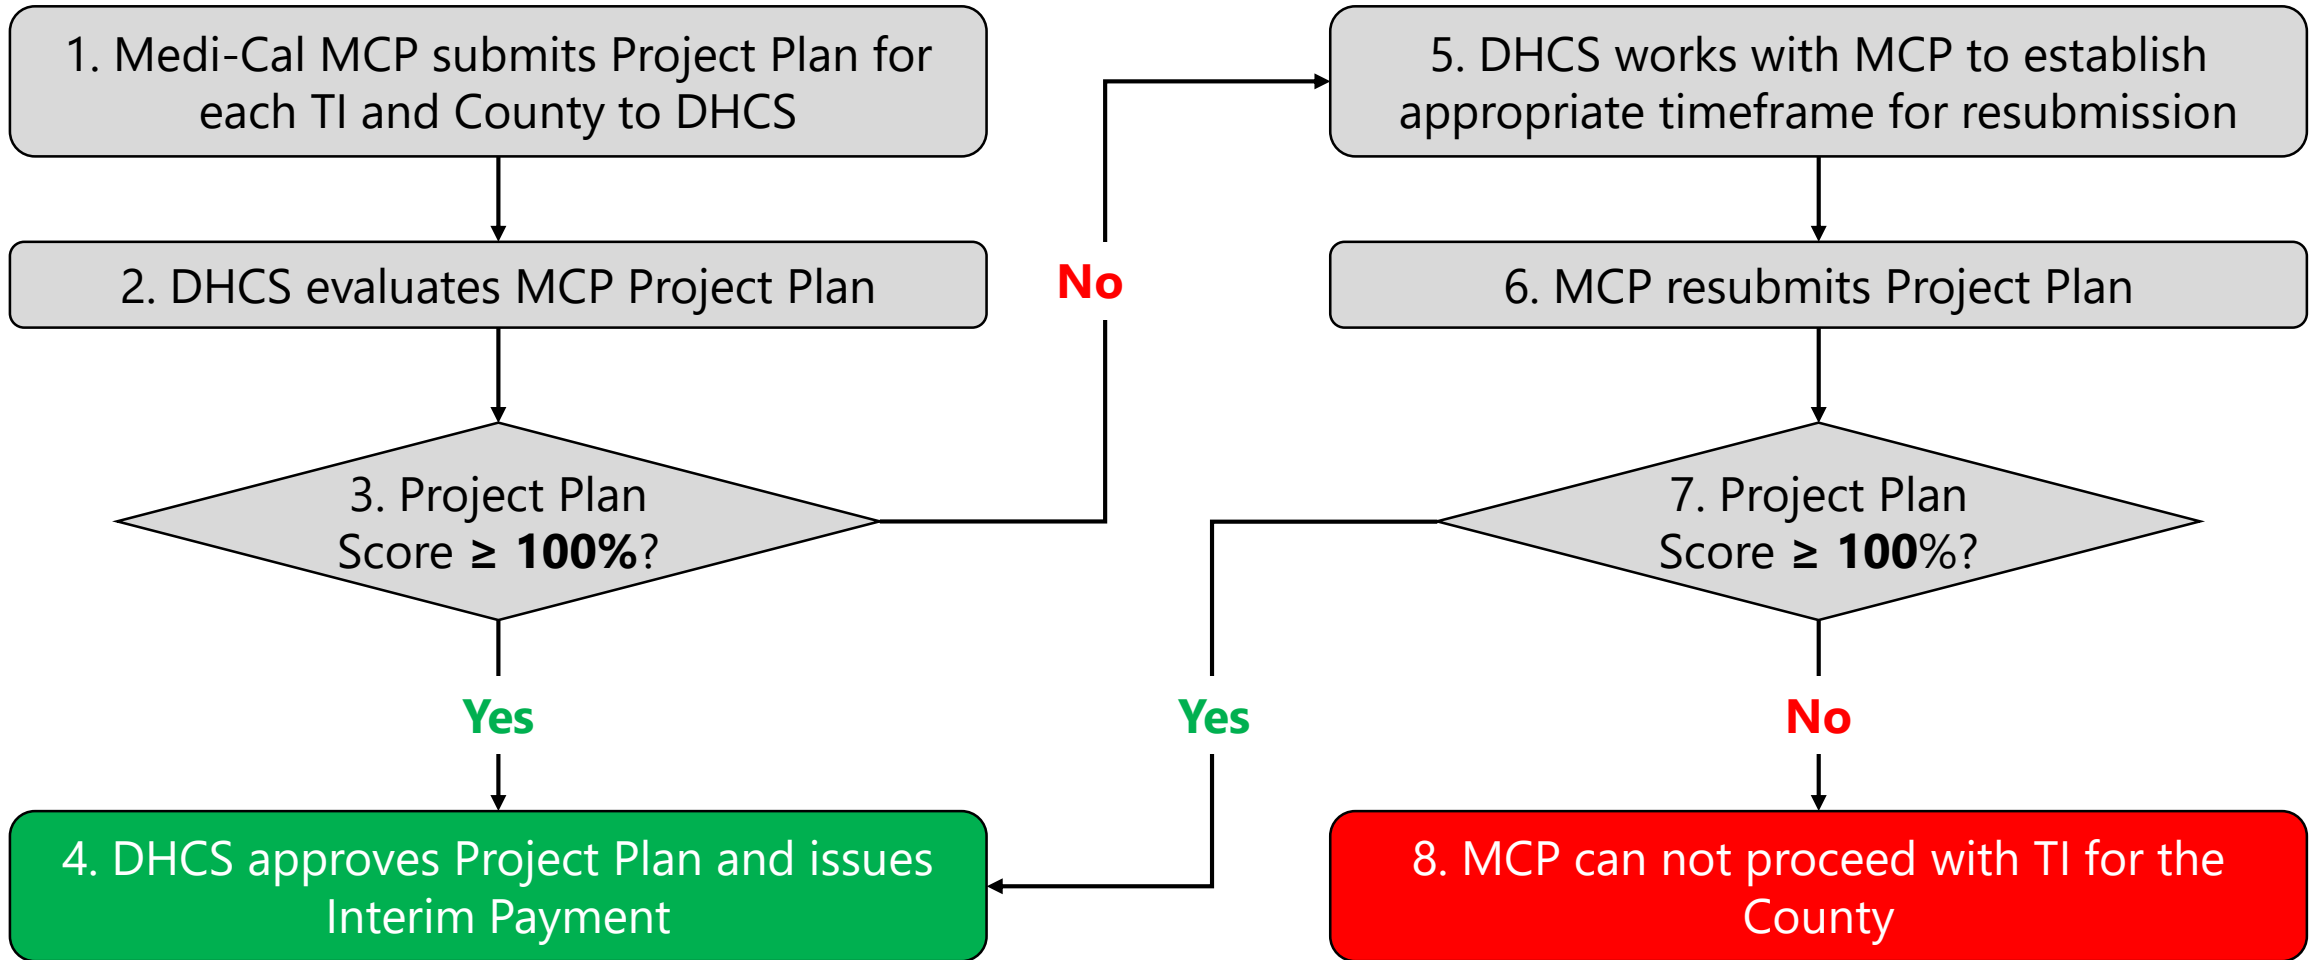 1. Medi-Cal MCP submits Project Plan for
each TI and County to DHCS
2. DHCS evaluates MCP Project Plan
3. Project Plan
Score ≥ 100%?
Yes
4. DHCS approves Project Plan and issues
Interim Payment
No
5. DHCS works with MCP to establish
appropriate timeframe for resubmission
6. MCP resubmits Project Plan
7. Project Plan
Score ≥ 100%?
Yes
No
8. MCP can not proceed with TI for the
County